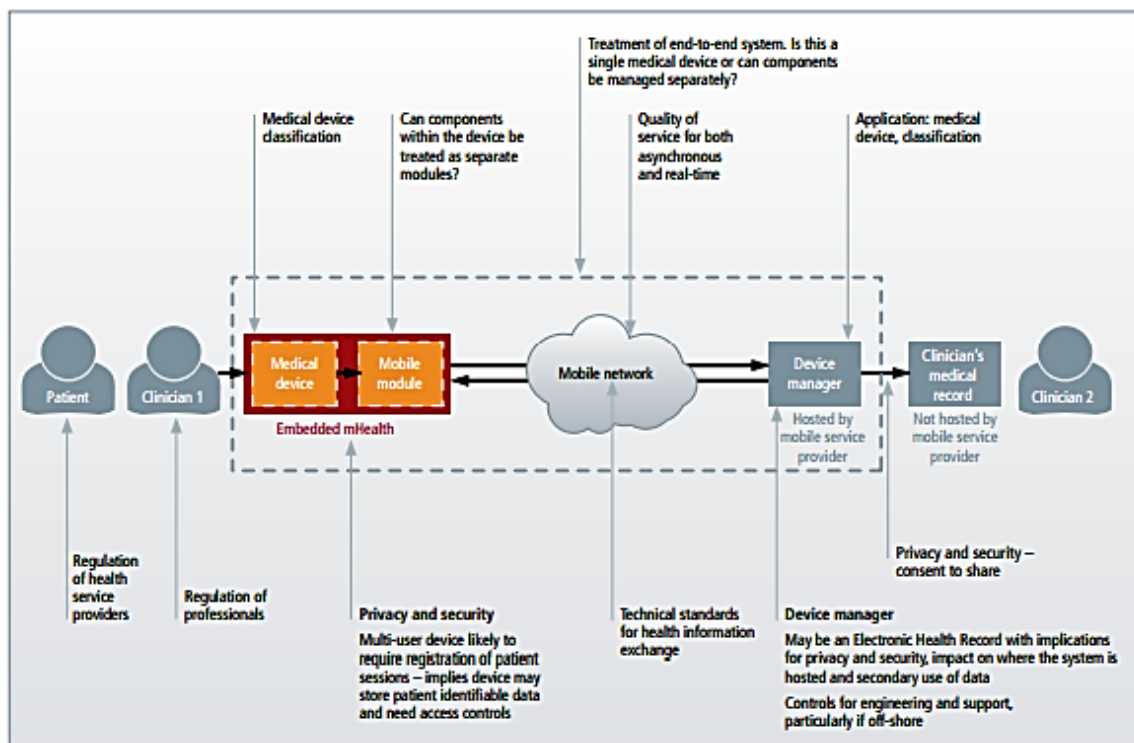 Treatment of end-to-end system. Is this a
single medical device or can components
be managed separately?
Medical device
classification
Can components
within the device be
treated as separate
modules?
Quality of
service for both
asynchronous
and real-time
Application: medical
device, classification
Patient
Clinician 1
Medical
device
Mobile
module
Embedded mHealth
Mobile network
Device
manager
Hosted by
mobile service
provider
Clinician's
medical
record
Not hosted by
mobile service
provider
Clinician 2
Regulation
of health
service
providers
Regulation of
professionals
Privacy and security
Multi-user device likely to
require registration of patient
sessions – implies device may
store patient identifiable data
and need access controls
Technical standards
for health information
exchange
Privacy and security –
consent to share
Device manager
May be an Electronic Health Record with implications
for privacy and security, impact on where the system is
hosted and secondary use of data
Controls for engineering and support,
particularly if off-shore